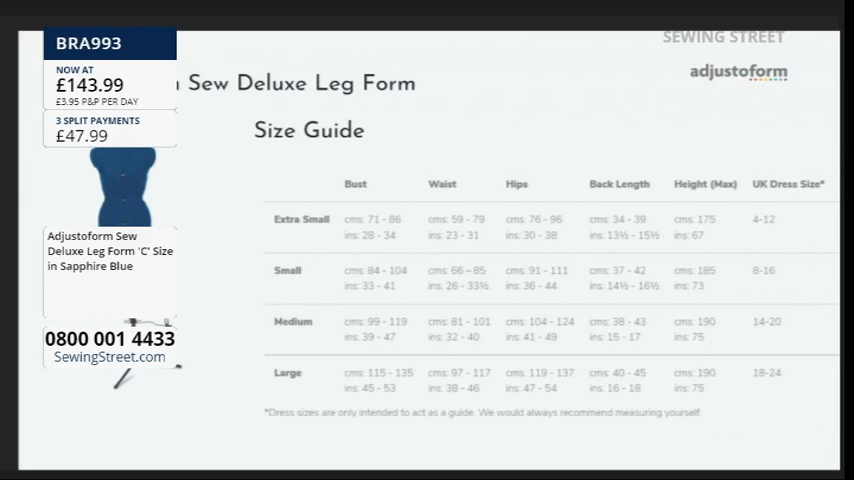 SEWING STREET
BRA993
NOW AT
£143.99
£3.95 P&P PER DAY
3 SPLIT PAYMENTS
£47.99
Adjustoform Sew
Deluxe Leg Form 'C' Size
in Sapphire Blue
0800 001 4433
SewingStreet.com
adjustoform
Sew Deluxe Leg Form
Size Guide
Bust Waist Hips Back Length Height (Max) UK Dress Size*
Extra Small cms: 71 - 86 cms: 59 - 79 cms: 76 - 96 cms: 34 - 39 cms: 175 4-12
ins: 28 - 34 ins: 23 - 31 ins: 30 - 38 ins: 13½ - 15½ ins: 67
Small cms: 84 - 104 cms: 66 – 85 cms: 91 - 111 cms: 37 - 42 cms: 185 8-16
ins: 33 - 41 ins: 26 - 33½ ins: 36 - 44 ins: 14½ - 16½ ins: 73
Medium cms: 99 - 119 cms: 81 - 101 cms: 104 - 124 cms: 38 - 43 cms: 190 14-20
ins: 39 - 47 ins: 32 - 40 ins: 41 - 49 ins: 15 - 17 ins: 75
Large cms: 115 - 135 cms: 97 - 117 cms: 119 - 137 cms: 40 - 45 cms: 190 18-24
ins: 45 - 53 ins: 38 - 46 ins: 47 - 54 ins: 16 - 18 ins: 75
*Dress sizes are only intended to act as a guide. We would always recommend measuring yourself.